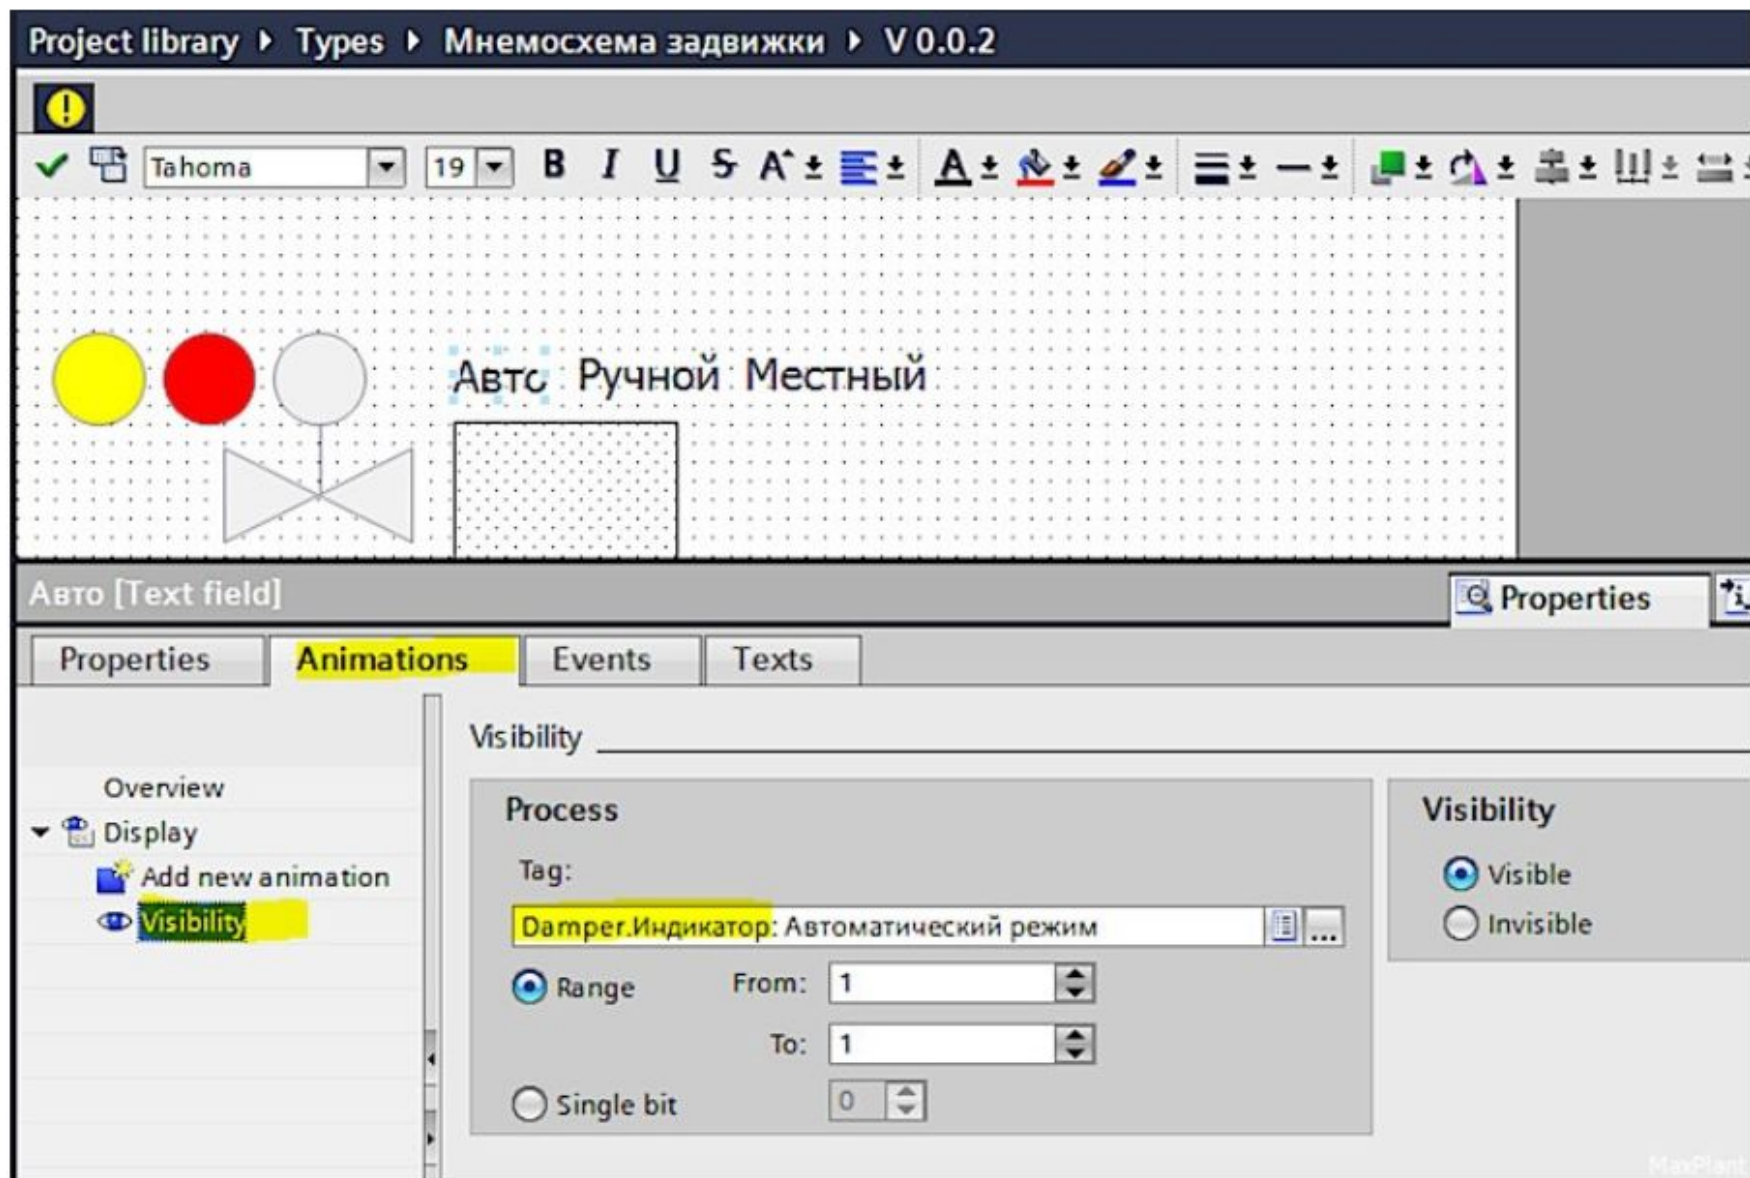 Project library ▸ Types ▸ Мнемосхема задвижки ▸ V 0.0.2
Tahoma 19 B I U S A A
Авто Ручной Местный
Авто [Text field] Properties
Properties Animations Events Texts
Visibility
Overview
Process Visibility
Display
Tag: Visible
Add new animation
Visibility Damper.Индикатор: Автоматический режим ... Invisible
Range From: 1
To: 1
Single bit 0
MaxPlant